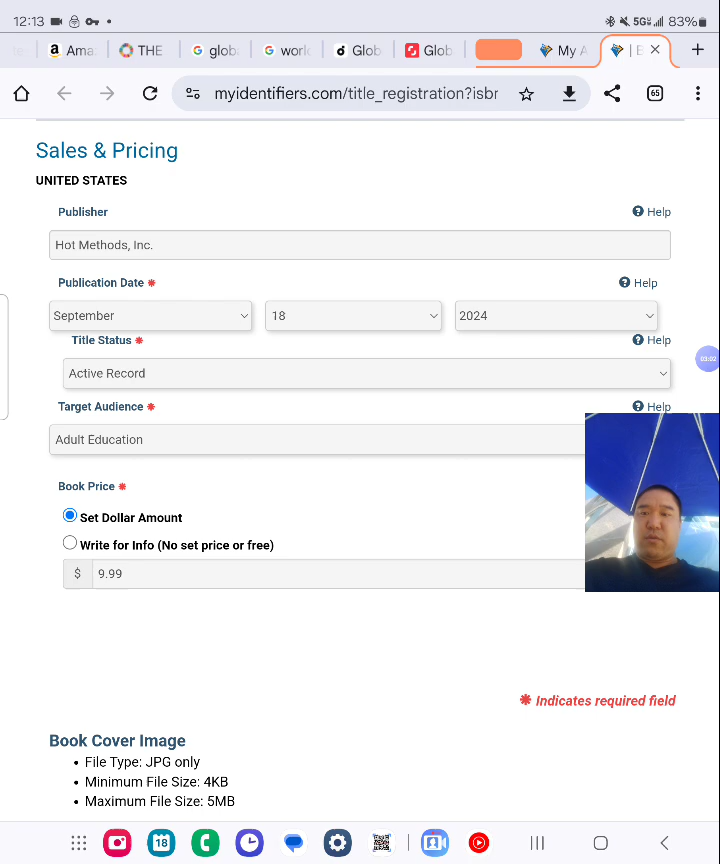 12:13 5G 83%
Ama THE glob worl Glob Glob My A | E
myidentifiers.com/title_registration?isbr 65
Sales & Pricing
UNITED STATES
Publisher Help
Hot Methods, Inc.
Publication Date * Help
September 18 2024
Title Status * Help
Active Record
03:02
Target Audience * Help
Adult Education
Book Price *
Set Dollar Amount
Write for Info (No set price or free)
$ 9.99
* Indicates required field
Book Cover Image
• File Type: JPG only
• Minimum File Size: 4KB
• Maximum File Size: 5MB
18